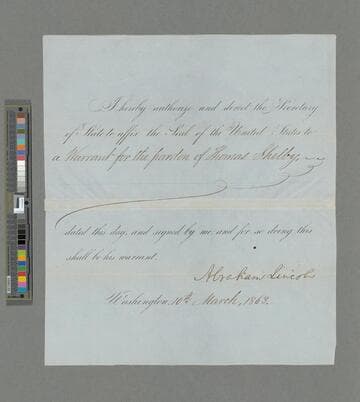 I hereby authorize and direct the Secretary
of State to affix the Seal of the United States to
a Warrant for the pardon of Thomas Shelby,
dated this day, and signed by me and for so doing this
shall be his warrant.
Abraham Lincoln
Washington, 10th March, 1863.